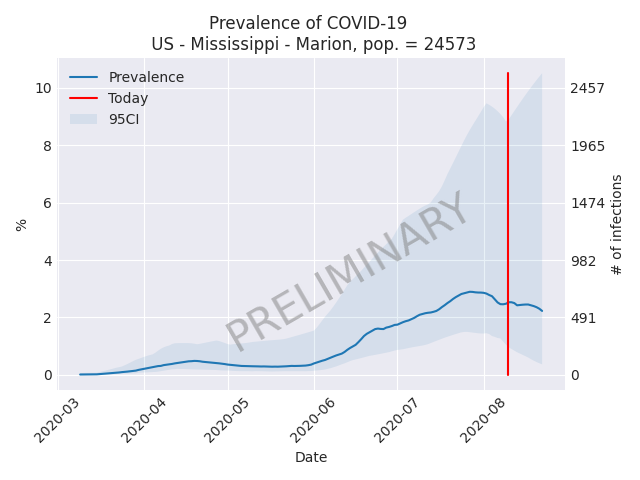 Prevalence of COVID-19
US - Mississippi - Marion, pop. = 24573
Prevalence
Today
95CI
10
8
6
4
2
0
%
2457
1965
1474
982
491
0
# of infections
PRELIMINARY
2020-03
2020-04
2020-05
2020-06
2020-07
2020-08
Date